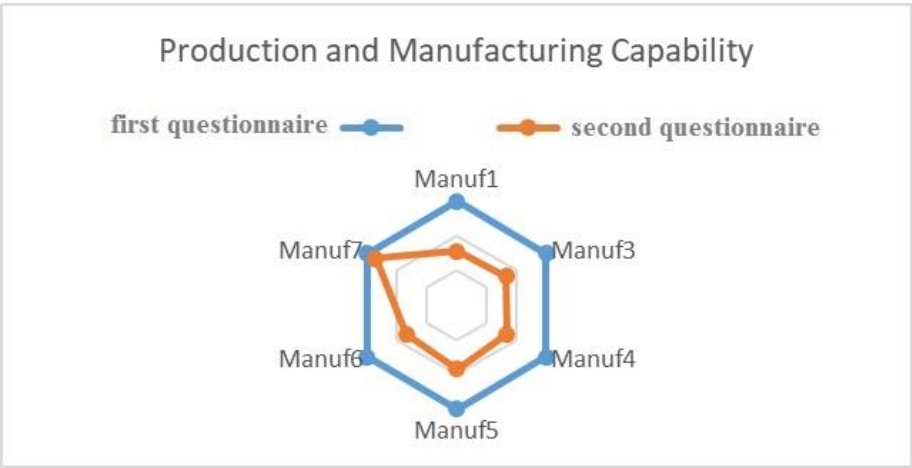 Production and Manufacturing Capability
first questionnaire
second questionnaire
Manuf1
Manuf7
Manuf3
Manuf6
Manuf4
Manuf5